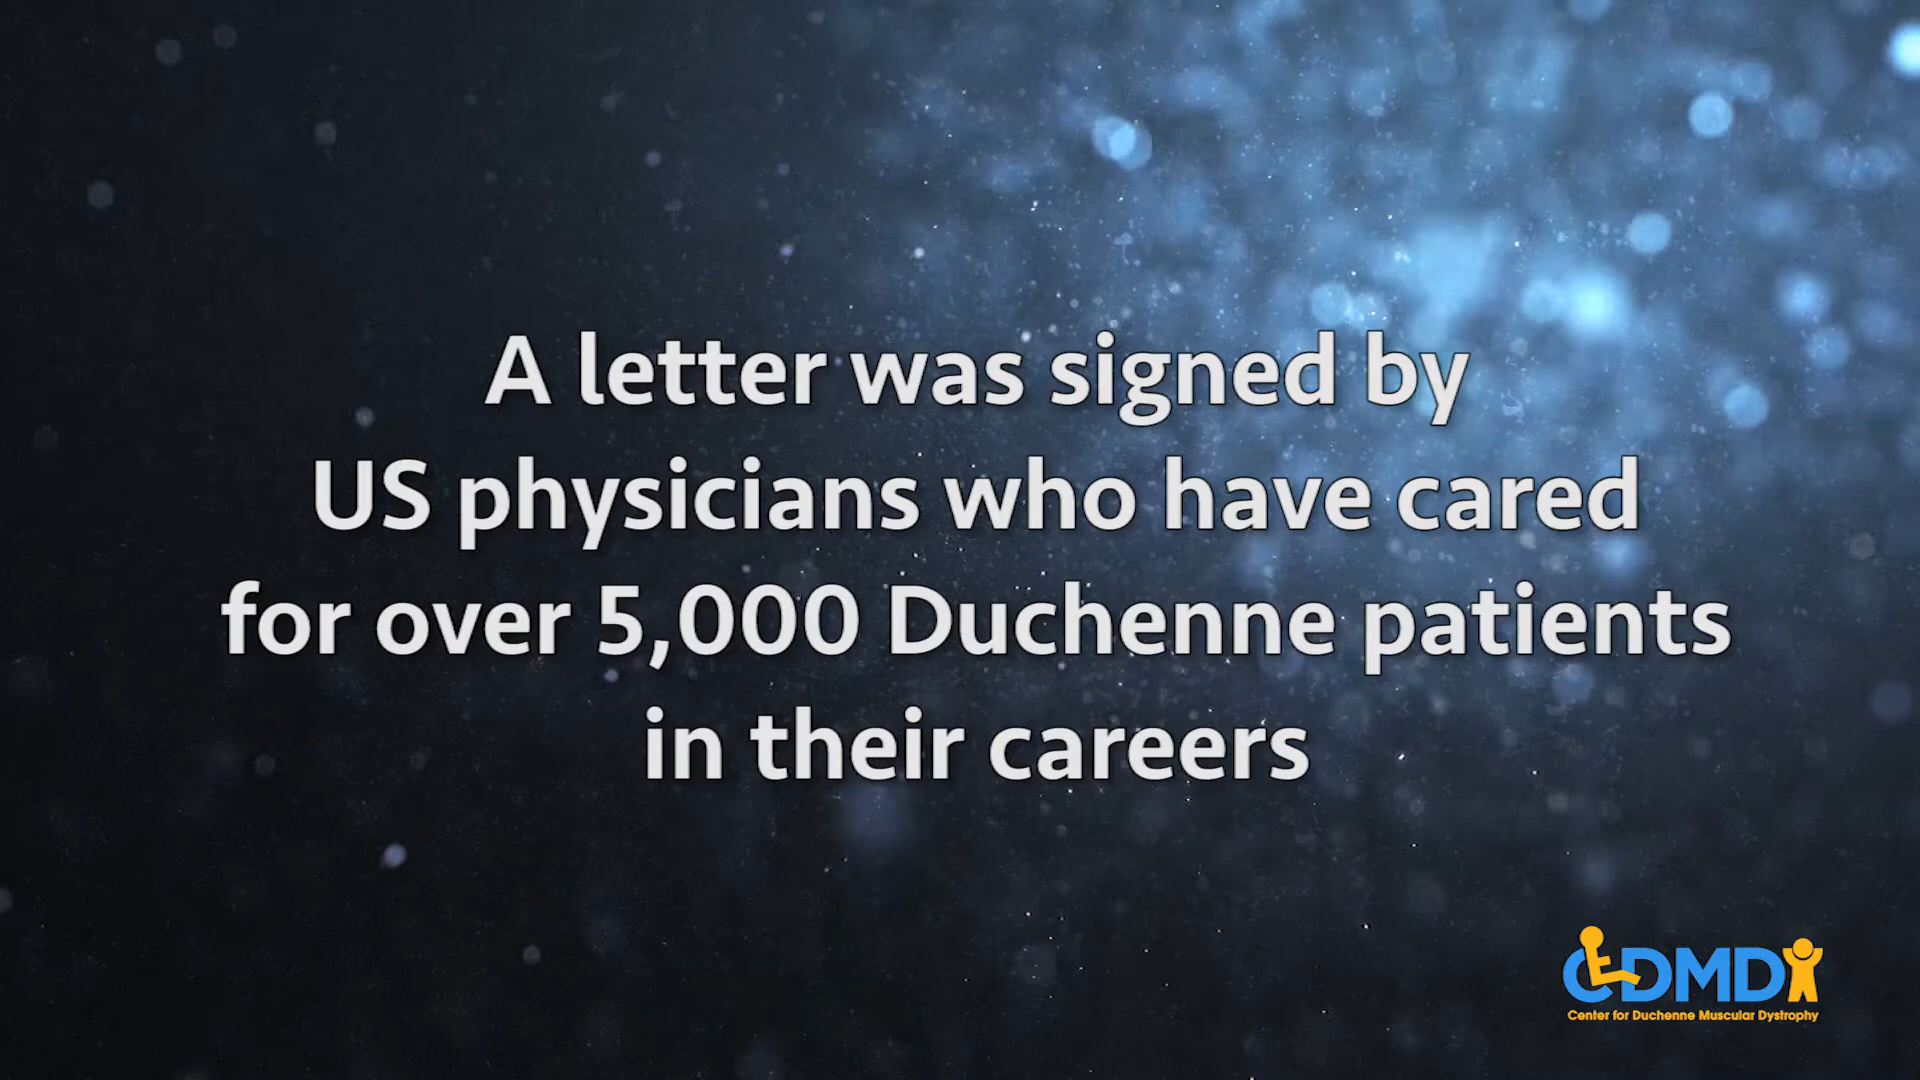 A letter was signed by
US physicians who have cared
for over 5,000 Duchenne patients
in their careers
CDMD
Center for Duchenne Muscular Dystrophy